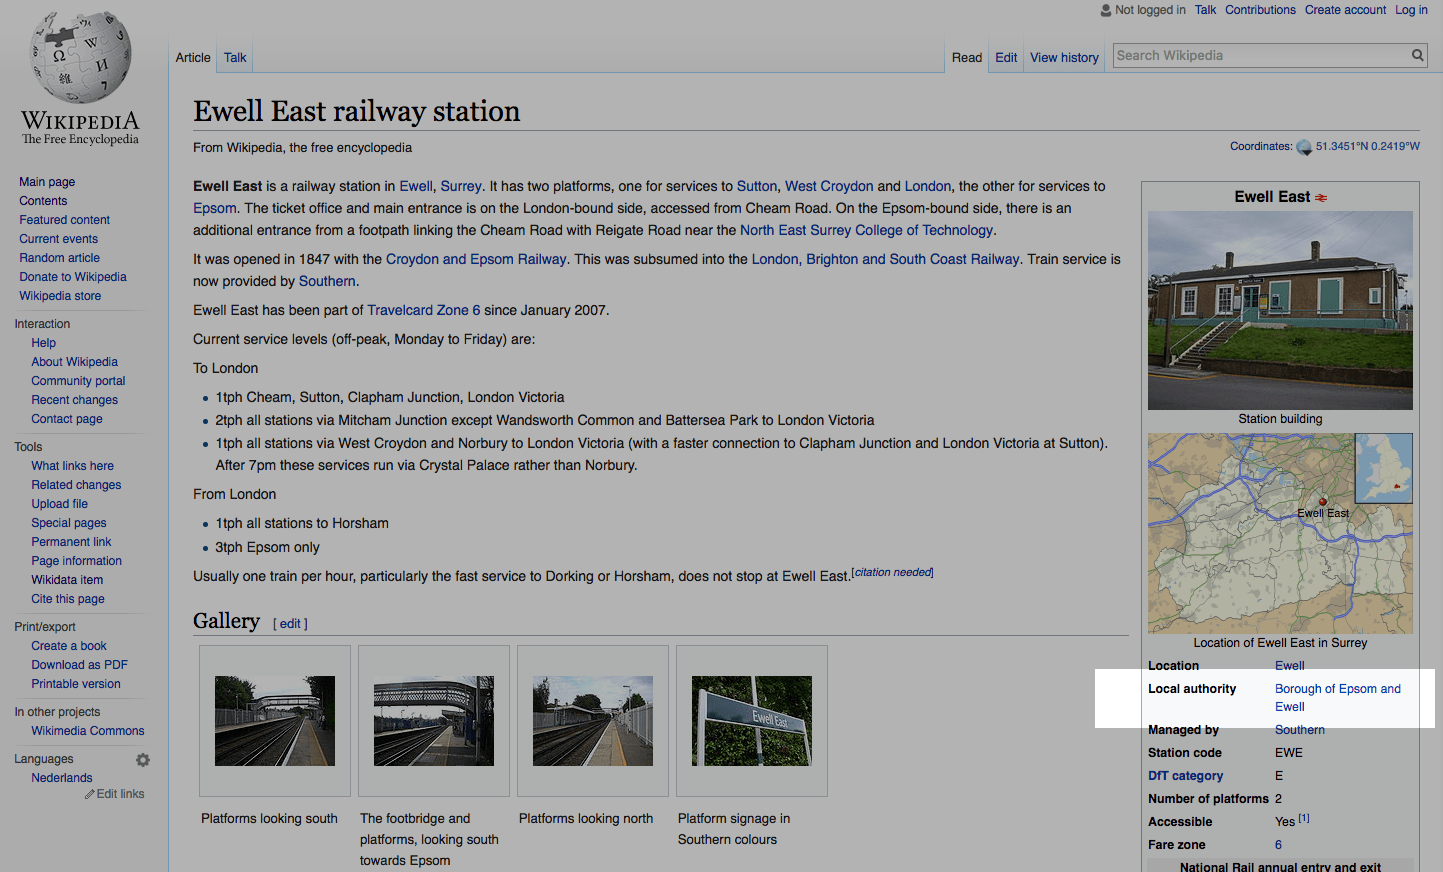 Not logged in Talk Contributions Create account Log in
Article Talk Read Edit View history Search Wikipedia
WIKIPEDIA
The Free Encyclopedia
Main page
Contents
Featured content
Current events
Random article
Donate to Wikipedia
Wikipedia store
Interaction
Help
About Wikipedia
Community portal
Recent changes
Contact page
Tools
What links here
Related changes
Upload file
Special pages
Permanent link
Page information
Wikidata item
Cite this page
Print/export
Create a book
Download as PDF
Printable version
In other projects
Wikimedia Commons
Languages
Nederlands
Edit links
Ewell East railway station
From Wikipedia, the free encyclopedia
Coordinates: 51.3451°N 0.2419°W
Ewell East is a railway station in Ewell, Surrey. It has two platforms, one for services to Sutton, West Croydon and London, the other for services to
Epsom. The ticket office and main entrance is on the London-bound side, accessed from Cheam Road. On the Epsom-bound side, there is an
additional entrance from a footpath linking the Cheam Road with Reigate Road near the North East Surrey College of Technology.
It was opened in 1847 with the Croydon and Epsom Railway. This was subsumed into the London, Brighton and South Coast Railway. Train service is
now provided by Southern.
Ewell East has been part of Travelcard Zone 6 since January 2007.
Current service levels (off-peak, Monday to Friday) are:
To London
1tph Cheam, Sutton, Clapham Junction, London Victoria
2tph all stations via Mitcham Junction except Wandsworth Common and Battersea Park to London Victoria
1tph all stations via West Croydon and Norbury to London Victoria (with a faster connection to Clapham Junction and London Victoria at Sutton).
After 7pm these services run via Crystal Palace rather than Norbury.
From London
1tph all stations to Horsham
3tph Epsom only
Usually one train per hour, particularly the fast service to Dorking or Horsham, does not stop at Ewell East.[citation needed]
Gallery [ edit ]
Ewell East
Platforms looking south
The footbridge and
platforms, looking south
towards Epsom
Platforms looking north
Platform signage in
Southern colours
Ewell East
Station building
Ewell East
Location of Ewell East in Surrey
Location Ewell
Local authority Borough of Epsom and
Ewell
Managed by Southern
Station code EWE
DfT category E
Number of platforms 2
Accessible Yes [1]
Fare zone 6
National Rail annual entry and exit